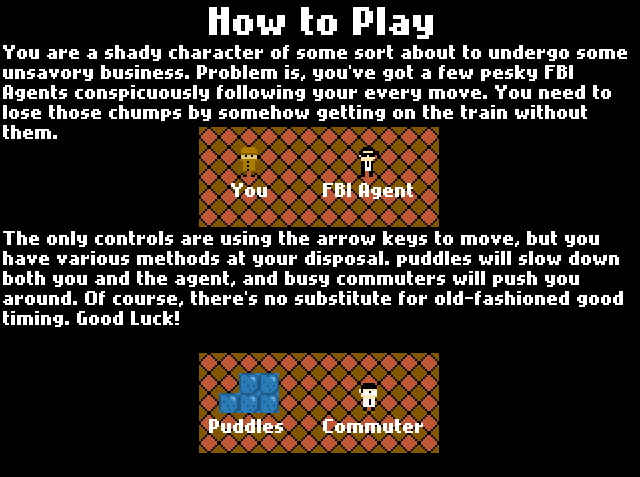 How to Play
You are a shady character of some sort about to undergo some
unsavory business. Problem is, you've got a few pesky FBI
Agents conspicuously following your every move. You need to
lose those chumps by somehow getting on the train without
them.
You FBI Agent
The only controls are using the arrow keys to move, but you
have various methods at your disposal. puddles will slow down
both you and the agent, and busy commuters will push you
around. Of course, there's no substitute for old-fashioned good
timing. Good Luck!
Puddles Commuter